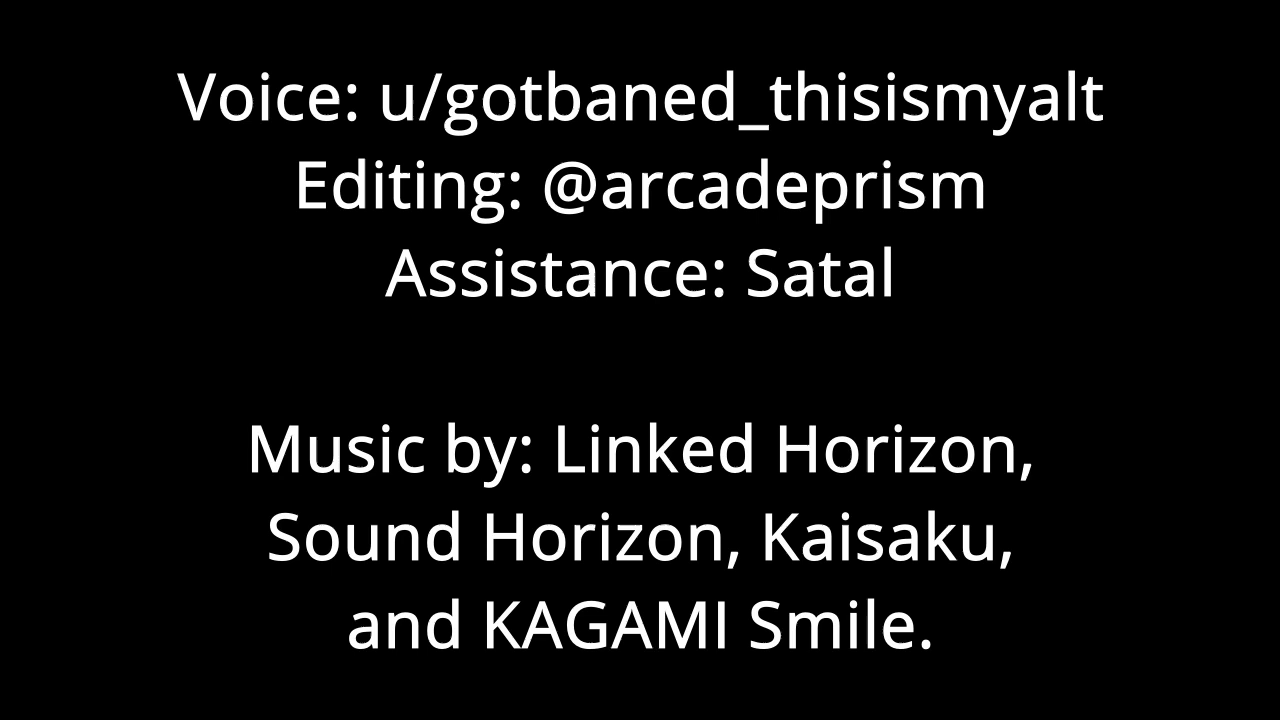 Voice: u/gotbaned_thisismyalt
Editing: @arcadeprism
Assistance: Satal
Music by: Linked Horizon,
Sound Horizon, Kaisaku,
and KAGAMI Smile.